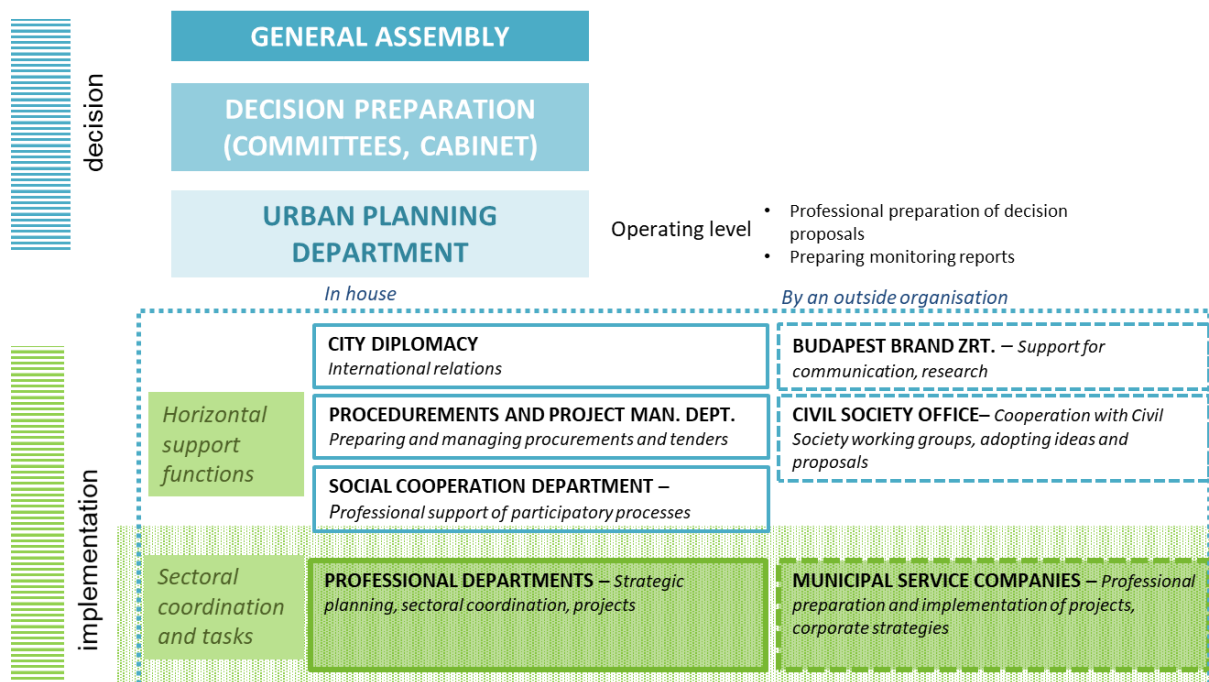 decision
GENERAL ASSEMBLY
DECISION PREPARATION
(COMMITTEES, CABINET)
URBAN PLANNING
DEPARTMENT
Operating level
• Professional preparation of decision
proposals
• Preparing monitoring reports
In house
By an outside organisation
implementation
Horizontal
support
functions
CITY DIPLOMACY
International relations
BUDAPEST BRAND ZRT. – Support for
communication, research
PROCEDUREMENTS AND PROJECT MAN. DEPT.
Preparing and managing procurements and tenders
CIVIL SOCIETY OFFICE– Cooperation with Civil
Society working groups, adopting ideas and
proposals
SOCIAL COOPERATION DEPARTMENT –
Professional support of participatory processes
Sectoral
coordination
and tasks
PROFESSIONAL DEPARTMENTS – Strategic
planning, sectoral coordination, projects
MUNICIPAL SERVICE COMPANIES – Professional
preparation and implementation of projects,
corporate strategies